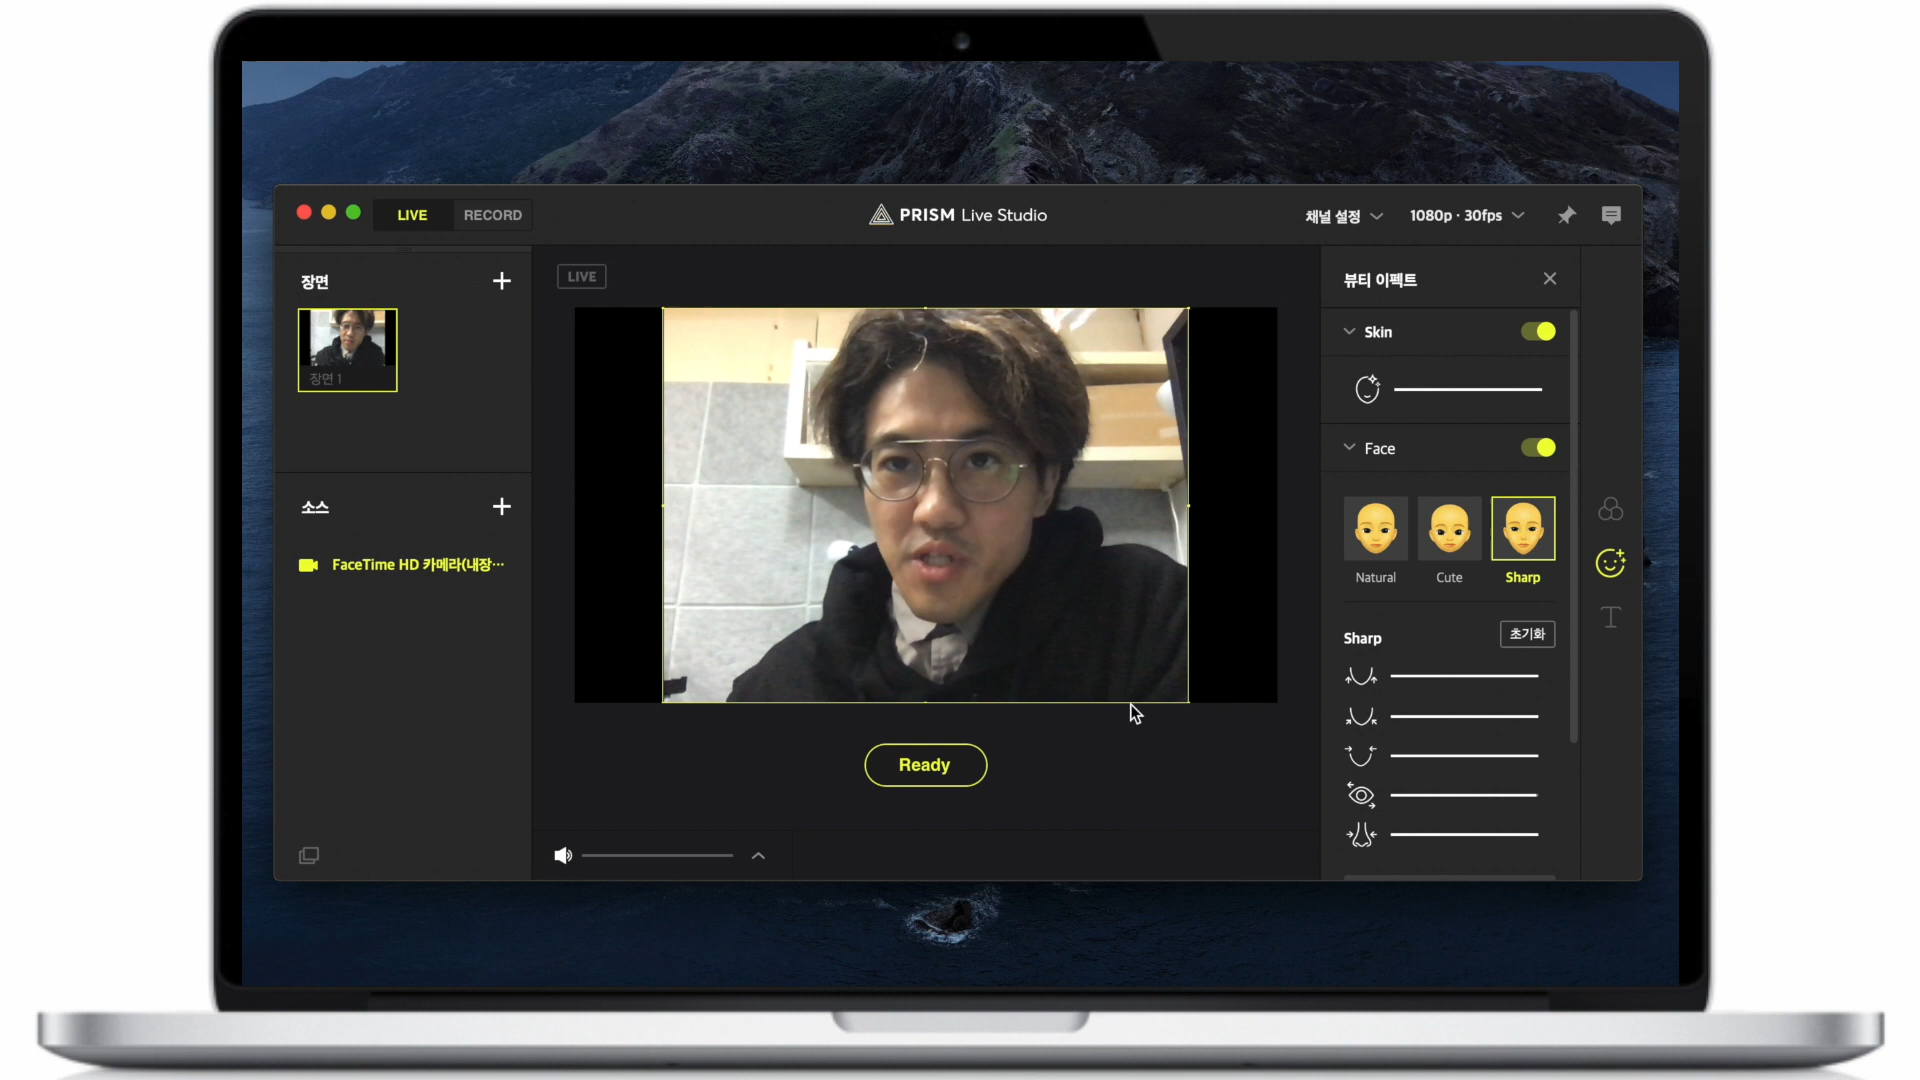 LIVE
RECORD
PRISM Live Studio
채널 설정
1080p · 30fps
장면
장면 1
소스
FaceTime HD 카메라(내장···
LIVE
Ready
뷰티 이펙트
Skin
Face
Natural
Cute
Sharp
Sharp
초기화